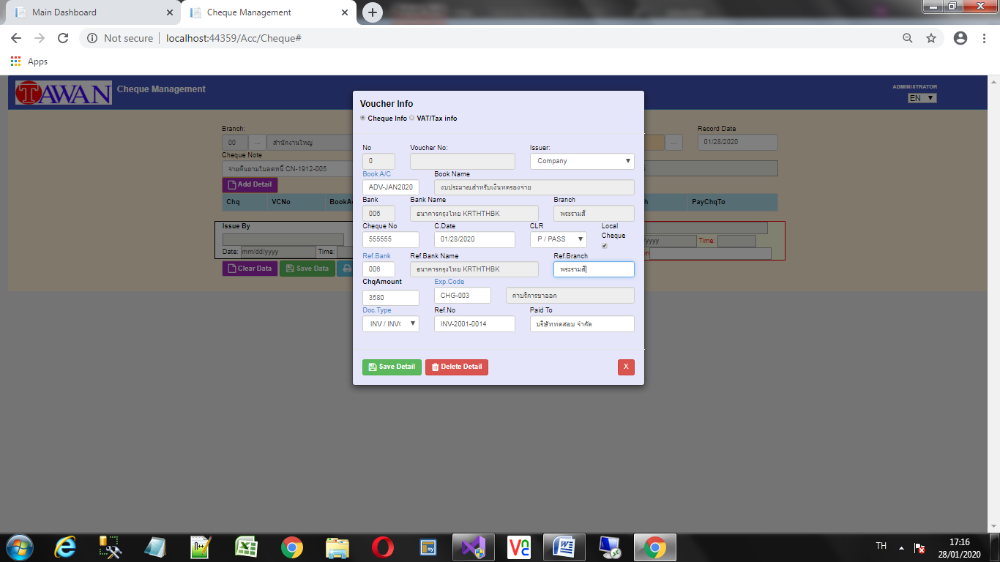 Main Dashboard
Cheque Management
Not secure
localhost:44359/Acc/Cheque#
Apps
TAWAN
Cheque Management
ADMINISTRATOR
EN
Branch:
Record Date
00
...
สำนักงานใหญ่
...
01/28/2020
Cheque Note
จ่ายคืนตามใบลดหนี้ CN-1912-005
Add Detail
Chq
VCNo
PayChqTo
Issue By
Date:
mm/dd/yyyy
Time:
Time:
Clear Data
Save Data
Voucher Info
Cheque Info
VAT/Tax info
No
Voucher No:
Issuer:
0
Company
Book A/C
Book Name
ADV-JAN2020
งบประมาณสำหรับเงินทดรองจ่าย
Bank
Bank Name
Branch
006
ธนาคารกรุงไทย KRTHTHBK
พระรามสี่
Cheque No
C.Date
CLR
Local Cheque
555555
01/28/2020
P / PASS
Ref.Bank
Ref.Bank Name
Ref.Branch
006
ธนาคารกรุงไทย KRTHTHBK
พระรามสี่
ChqAmount
Exp.Code
3580
CHG-003
ค่าบริการขาออก
Doc.Type
Ref.No
Paid To
INV / INV
INV-2001-0014
บริษัททดสอบ จำกัด
Save Detail
Delete Detail
X
TH
17:16
28/01/2020